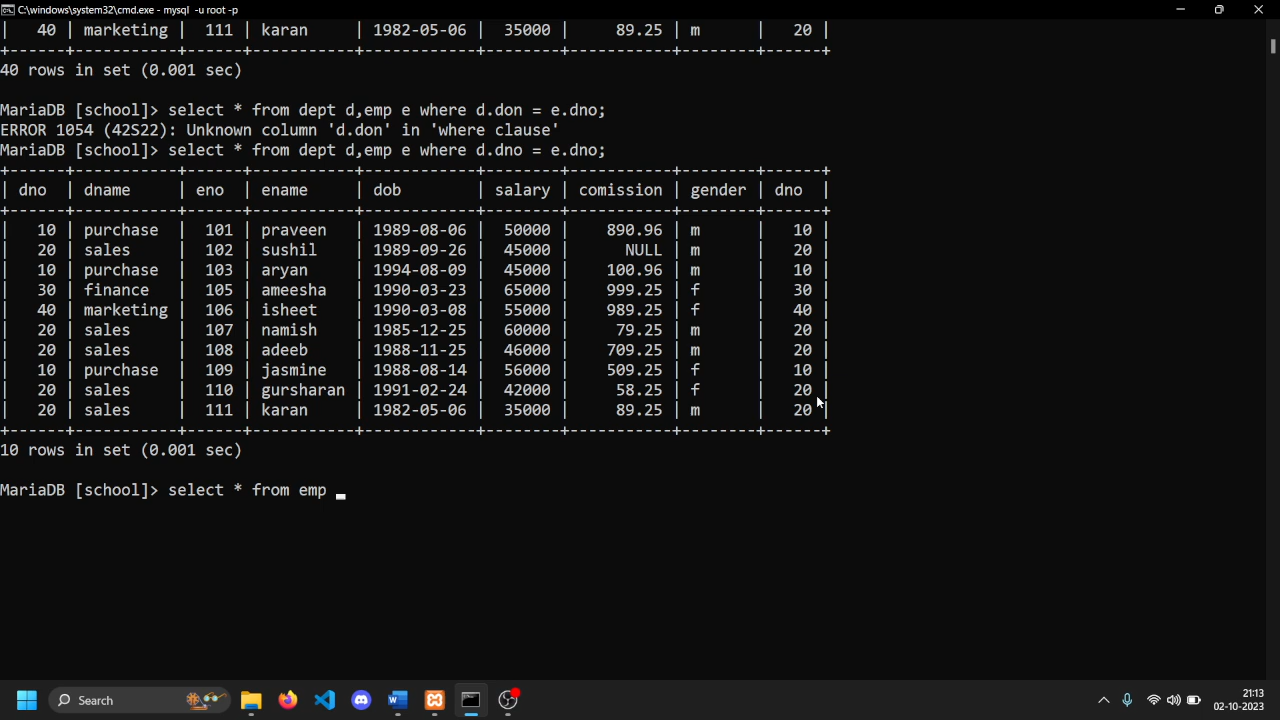 C:\windows\system32\cmd.exe - mysql  -u root -p
|   40 | marketing |  111 | karan     | 1982-05-06 |  35000 |     89.25 | m      |   20 |
+------+-----------+------+-----------+------------+--------+-----------+--------+------+
40 rows in set (0.001 sec)
MariaDB [school]> select * from dept d,emp e where d.don = e.dno;
ERROR 1054 (42S22): Unknown column 'd.don' in 'where clause'
MariaDB [school]> select * from dept d,emp e where d.dno = e.dno;
+------+-----------+------+-----------+------------+--------+-----------+--------+------+
| dno  | dname     | eno  | ename     | dob        | salary | comission | gender | dno  |
+------+-----------+------+-----------+------------+--------+-----------+--------+------+
|   10 | purchase  |  101 | praveen   | 1989-08-06 |  50000 |    890.96 | m      |   10 |
|   20 | sales     |  102 | sushil    | 1989-09-26 |  45000 |      NULL | m      |   20 |
|   10 | purchase  |  103 | aryan     | 1994-08-09 |  45000 |    100.96 | m      |   10 |
|   30 | finance   |  105 | ameesha   | 1990-03-23 |  65000 |    999.25 | f      |   30 |
|   40 | marketing |  106 | isheet    | 1990-03-08 |  55000 |    989.25 | f      |   40 |
|   20 | sales     |  107 | namish    | 1985-12-25 |  60000 |     79.25 | m      |   20 |
|   20 | sales     |  108 | adeeb     | 1988-11-25 |  46000 |    709.25 | m      |   20 |
|   10 | purchase  |  109 | jasmine   | 1988-08-14 |  56000 |    509.25 | f      |   10 |
|   20 | sales     |  110 | gursharan | 1991-02-24 |  42000 |     58.25 | f      |   20 |
|   20 | sales     |  111 | karan     | 1982-05-06 |  35000 |     89.25 | m      |   20 |
+------+-----------+------+-----------+------------+--------+-----------+--------+------+
10 rows in set (0.001 sec)
MariaDB [school]> select * from emp
Search
21:13
02-10-2023